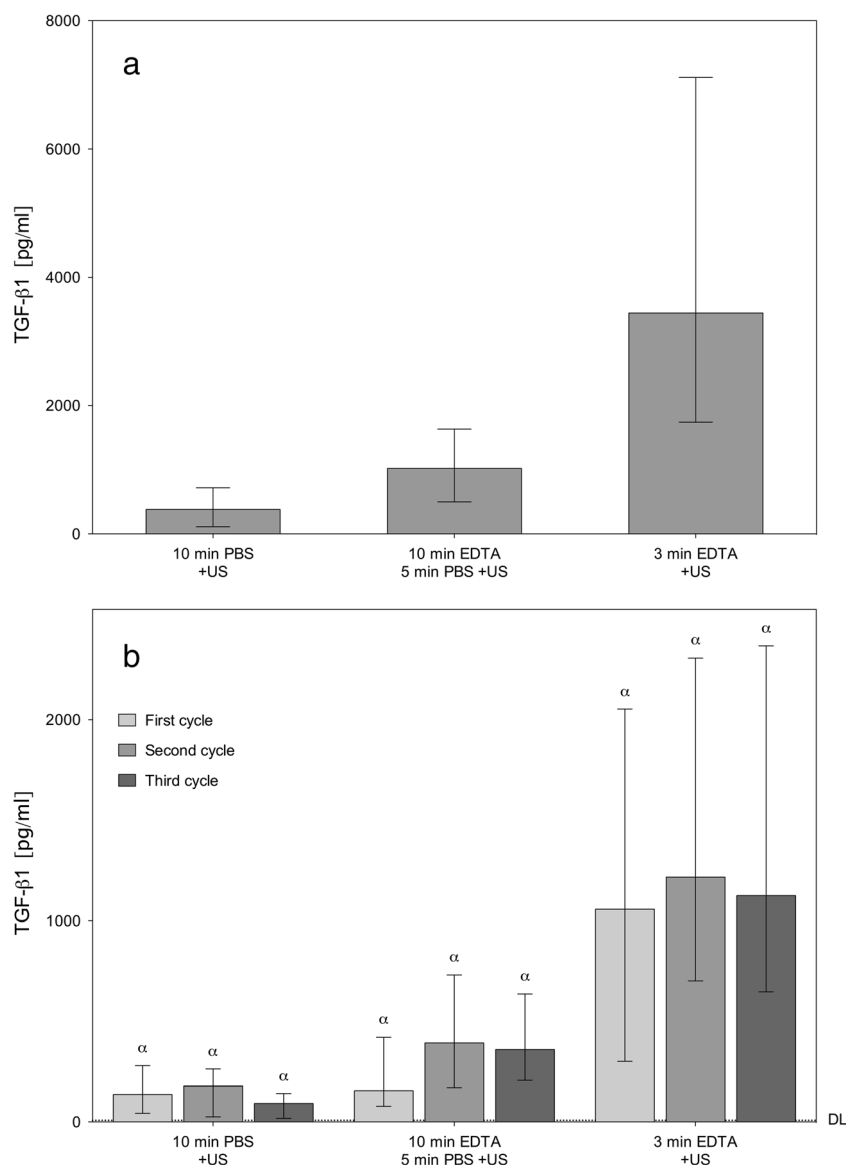 a
8000
6000
4000
2000
0
TGF-β1 [pg/ml]
10 min PBS
+US
10 min EDTA
5 min PBS +US
3 min EDTA
+US
b
First cycle
Second cycle
Third cycle
2000
1000
0
TGF-β1 [pg/ml]
α α α
α α α
α α α
DL
10 min PBS
+US
10 min EDTA
5 min PBS +US
3 min EDTA
+US